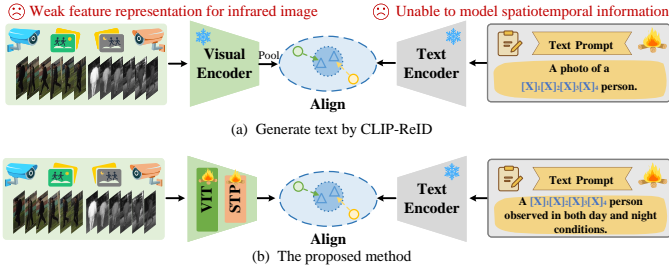 Weak feature representation for infrared image
Unable to model spatiotemporal information
Visual
Encoder
Pool
Align
Text
Encoder
Text Prompt
A photo of a
[X]₁[X]₂[X]₃[X]₄ person.
(a) Generate text by CLIP-ReID
VIT
STP
Align
Text
Encoder
Text Prompt
A [X]₁[X]₂[X]₃[X]₄ person
observed in both day and night
conditions.
(b) The proposed method